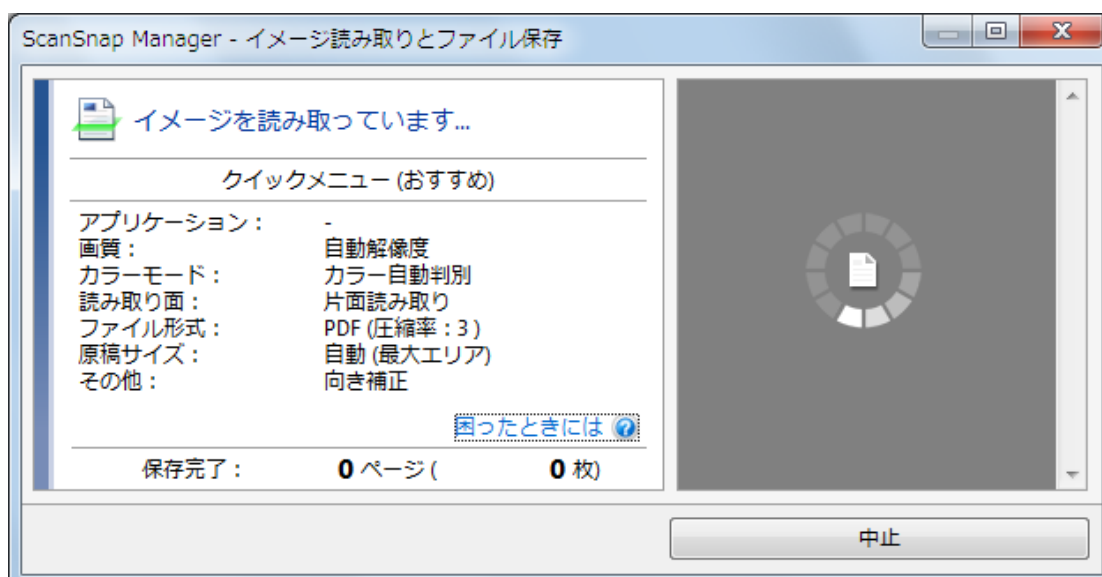 ScanSnap Manager - イメージ読み取りとファイル保存
イメージを読み取っています...
クイックメニュー (おすすめ)
アプリケーション： -
画質： 自動解像度
カラーモード： カラー自動判別
読み取り面： 片面読み取り
ファイル形式： PDF (圧縮率：3)
原稿サイズ： 自動 (最大エリア)
その他： 向き補正
困ったときには ?
保存完了： 0 ページ ( 0 枚)
中止